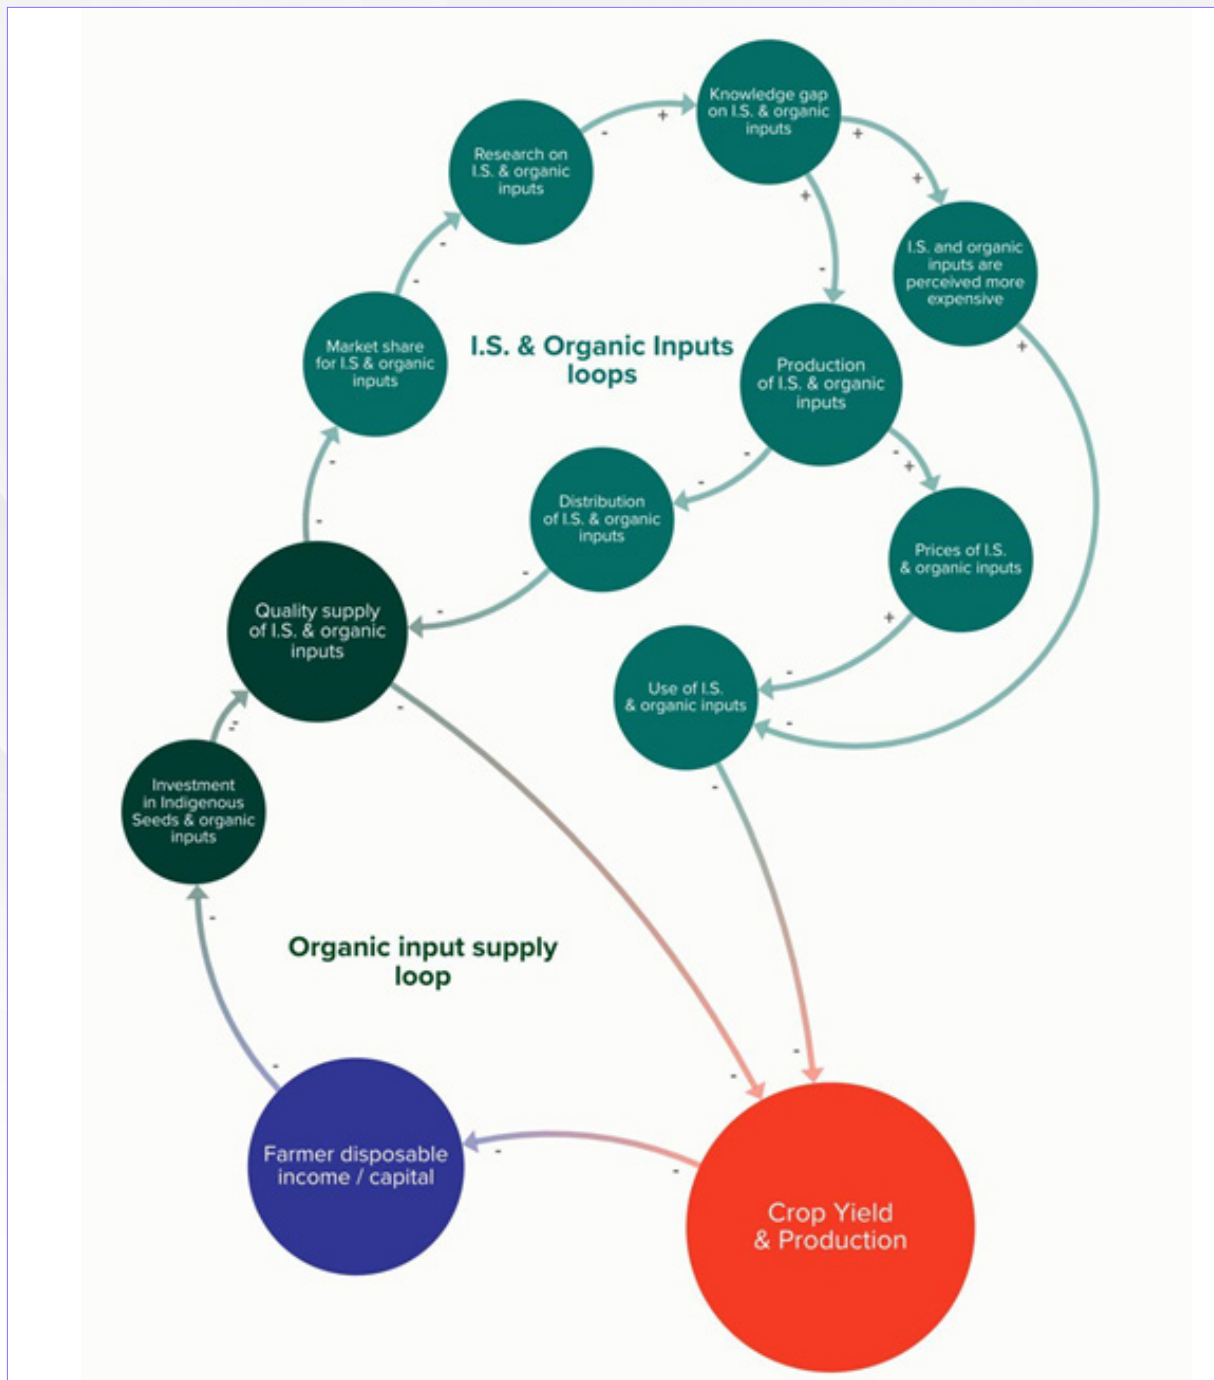 Knowledge gap
on I.S. & organic
inputs
Research on
I.S. & organic
inputs
I.S. and organic
inputs are
perceived more
expensive
Market share
for I.S & organic
inputs
I.S. & Organic Inputs
loops
Production
of I.S. & organic
inputs
Distribution
of I.S. & organic
inputs
Prices of I.S.
& organic inputs
Quality supply
of I.S. & organic
inputs
Use of I.S.
& organic inputs
Investment
in Indigenous
Seeds & organic
inputs
Organic input supply
loop
Farmer disposable
income / capital
Crop Yield
& Production